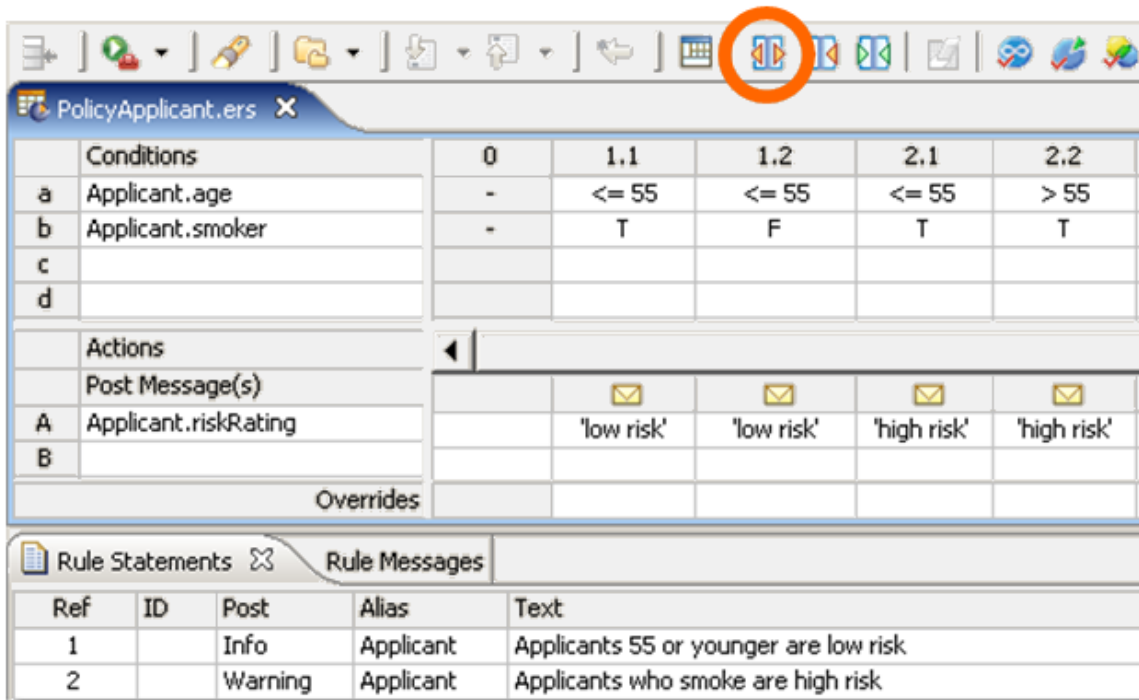 PolicyApplicant.ers
Conditions 0 1.1 1.2 2.1 2.2
a Applicant.age - <= 55 <= 55 <= 55 > 55
b Applicant.smoker - T F T T
c
d
Actions
Post Message(s)
A Applicant.riskRating 'low risk' 'low risk' 'high risk' 'high risk'
B
Overrides
Rule Statements Rule Messages
Ref ID Post Alias Text
1 Info Applicant Applicants 55 or younger are low risk
2 Warning Applicant Applicants who smoke are high risk